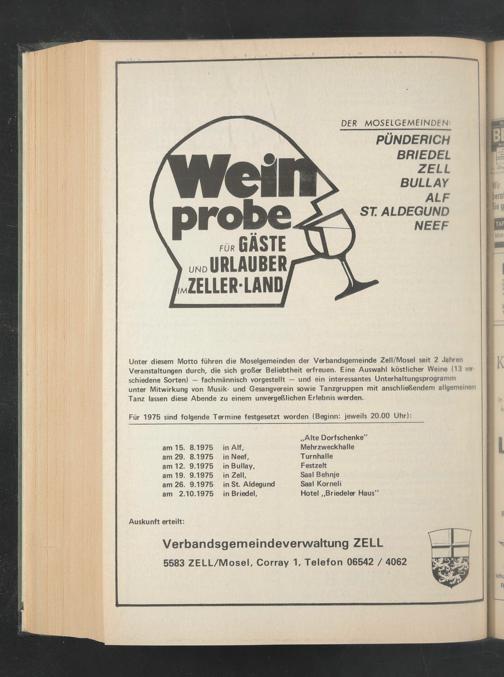 Wein
probe
FÜR GÄSTE
UND URLAUBER
IM ZELLER-LAND
DER MOSELGEMEINDEN:
PÜNDERICH
BRIEDEL
ZELL
BULLAY
ALF
ST. ALDEGUND
NEEF
Unter diesem Motto führen die Moselgemeinden der Verbandsgemeinde Zell/Mosel seit 2 Jahren
Veranstaltungen durch, die sich großer Beliebtheit erfreuen. Eine Auswahl köstlicher Weine (13 ver-
schiedene Sorten) — fachmännisch vorgestellt — und ein interessantes Unterhaltungsprogramm
unter Mitwirkung von Musik- und Gesangverein sowie Tanzgruppen mit anschließendem allgemeinen
Tanz lassen diese Abende zu einem unvergeßlichen Erlebnis werden.
Für 1975 sind folgende Termine festgesetzt worden (Beginn: jeweils 20.00 Uhr):
„Alte Dorfschenke"
am 15. 8.1975 in Alf, Mehrzweckhalle
am 29. 8.1975 in Neef, Turnhalle
am 12. 9.1975 in Bullay, Festzelt
am 19. 9.1975 in Zell, Saal Behnje
am 26. 9.1975 in St. Aldegund Saal Korneli
am 2.10.1975 in Briedel, Hotel „Briedeler Haus"
Auskunft erteilt:
Verbandsgemeindeverwaltung ZELL
5583 ZELL/Mosel, Corray 1, Telefon 06542 / 4062